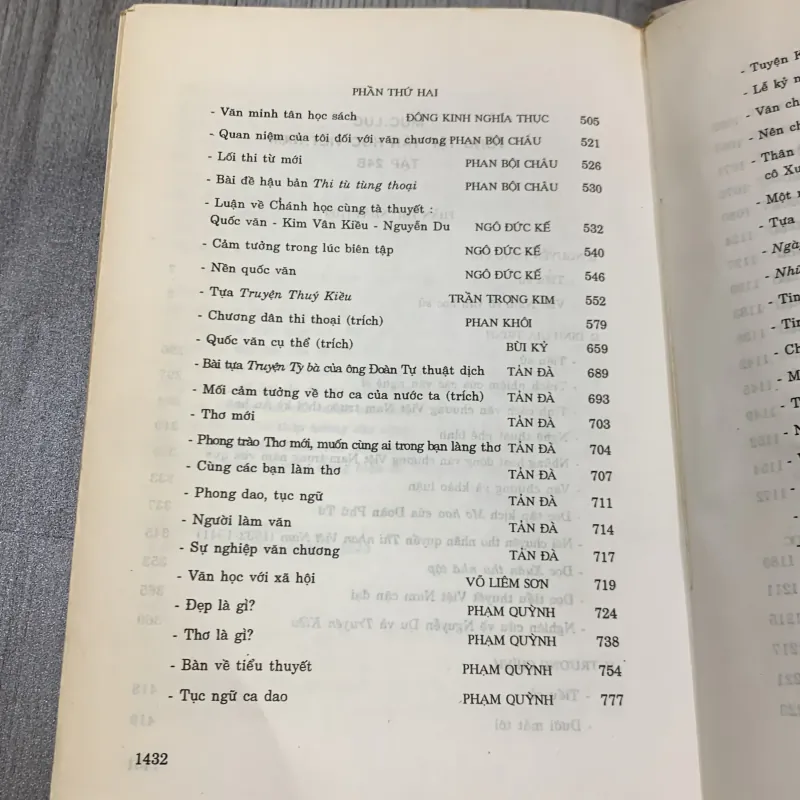 PHẦN THỨ HAI
- Văn minh tân học sách ĐÔNG KINH NGHĨA THỤC 505
- Quan niệm của tôi đối với văn chương PHAN BỘI CHÂU 521
- Lối thi từ mới PHAN BỘI CHÂU 526
- Bài đề hậu bản Thi tù tùng thoại PHAN BỘI CHÂU 530
- Luận về Chánh học cùng tà thuyết :
Quốc văn - Kim Vân Kiều - Nguyễn Du NGÔ ĐỨC KẾ 532
- Cảm tưởng trong lúc biên tập NGÔ ĐỨC KẾ 540
- Nền quốc văn NGÔ ĐỨC KẾ 546
- Tựa Truyện Thuý Kiều TRẦN TRỌNG KIM 552
- Chương dân thi thoại (trích) PHAN KHÔI 579
- Quốc văn cụ thể (trích) BÙI KỶ 659
- Bài tựa Truyện Tỳ bà của ông Đoàn Tự thuật dịch TẢN ĐÀ 689
- Mối cảm tưởng về thơ ca của nước ta (trích) TẢN ĐÀ 693
- Thơ mới TẢN ĐÀ 703
- Phong trào Thơ mới, muốn cùng ai trong bạn làng thơ TẢN ĐÀ 704
- Cùng các bạn làm thơ TẢN ĐÀ 707
- Phong dao, tục ngữ TẢN ĐÀ 711
- Người làm văn TẢN ĐÀ 714
- Sự nghiệp văn chương TẢN ĐÀ 717
- Văn học với xã hội VÕ LIÊM SƠN 719
- Đẹp là gì? PHẠM QUỲNH 724
- Thơ là gì? PHẠM QUỲNH 738
- Bàn về tiểu thuyết PHẠM QUỲNH 754
- Tục ngữ ca dao PHẠM QUỲNH 777
1432
- Tuyện
- Lễ kỷ
- Văn
- Nên
- Thân
cô
- Một
- Tựa